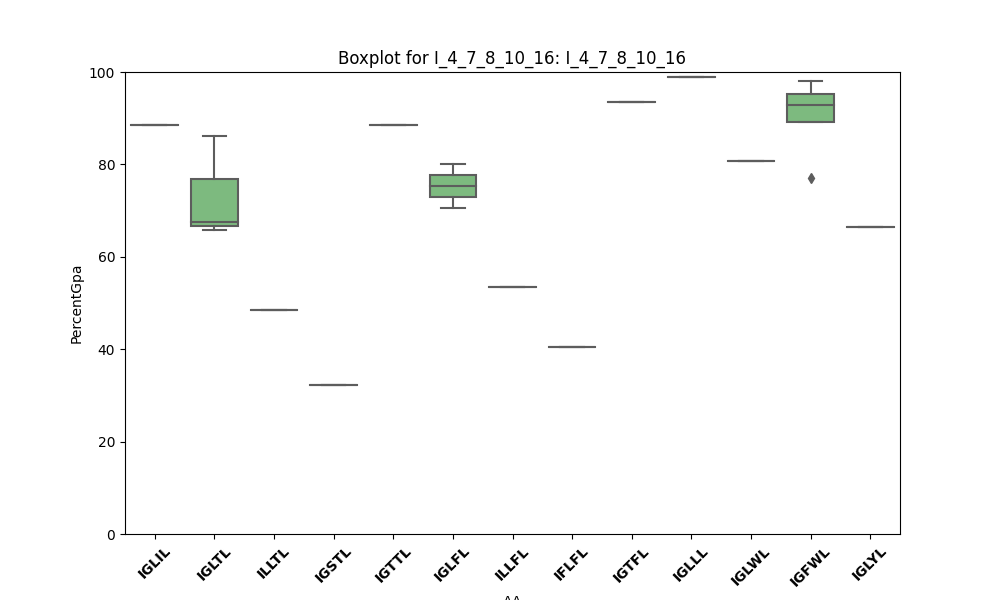 Boxplot for I_4_7_8_10_16: I_4_7_8_10_16
100
80
60
40
20
0
PercentGpa
IGLIL
IGLTL
ILLTL
IGSTL
IGTTL
IGLFL
ILLFL
IFLFL
IGTFL
IGLLL
IGLWL
IGFWL
IGLYL
AA